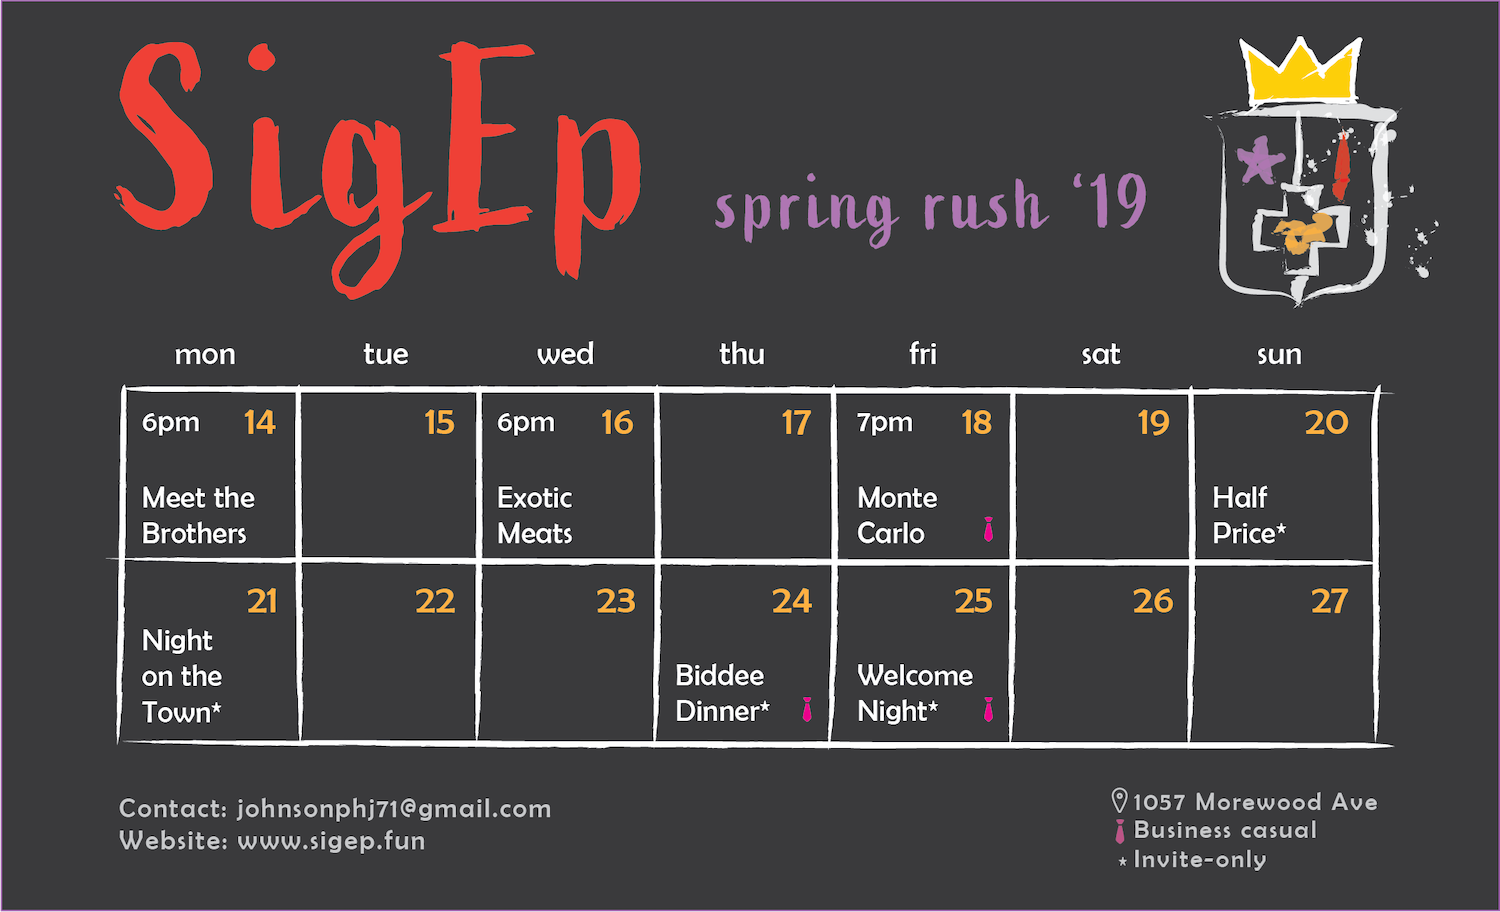 SigEp
spring rush ‘19
mon tue wed thu fri sat sun
6pm 14 15 6pm 16 17 7pm 18 19 20
Meet the Exotic Monte Half
Brothers Meats Carlo Price*
21 22 23 24 25 26 27
Night
on the Biddee Welcome
Town* Dinner* Night*
Contact: johnsonphj71@gmail.com
Website: www.sigep.fun
1057 Morewood Ave
Business casual
* Invite-only